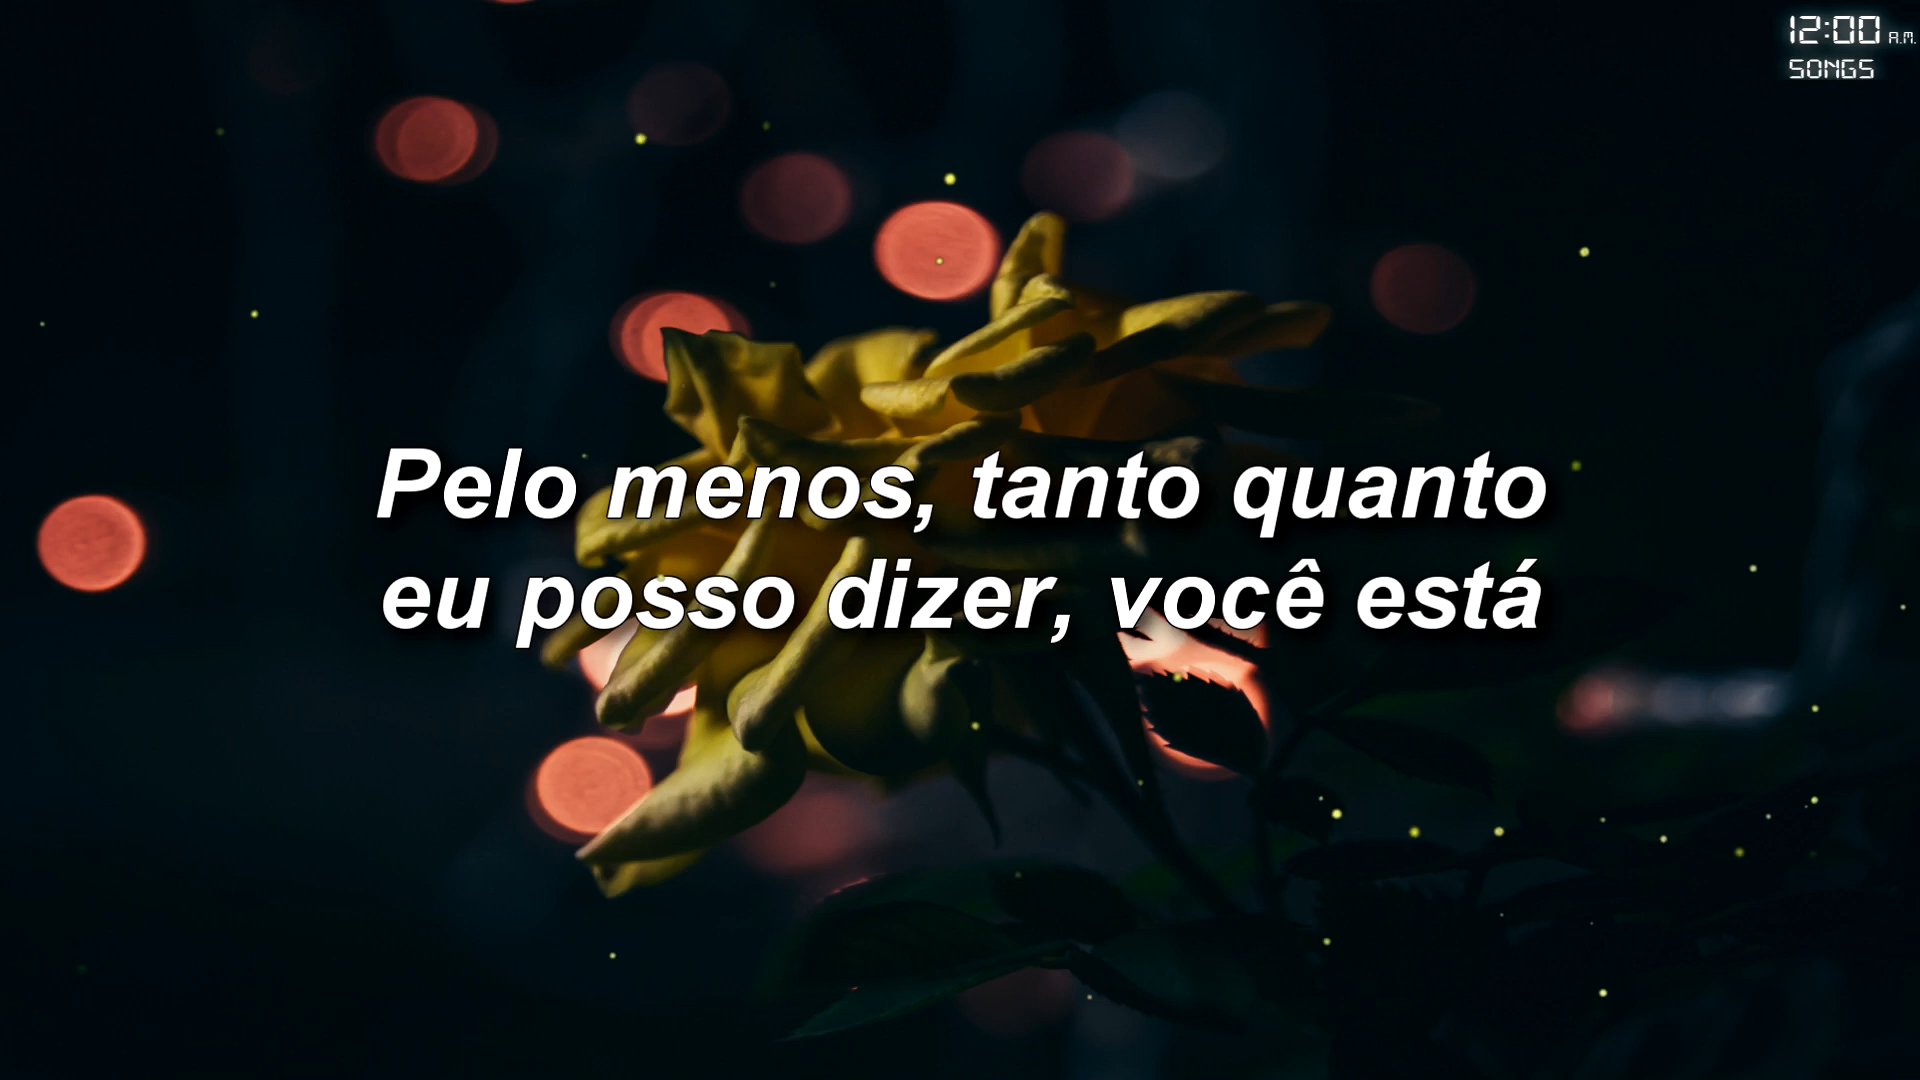 12:00 A.M.
SONGS
Pelo menos, tanto quanto
eu posso dizer, você está